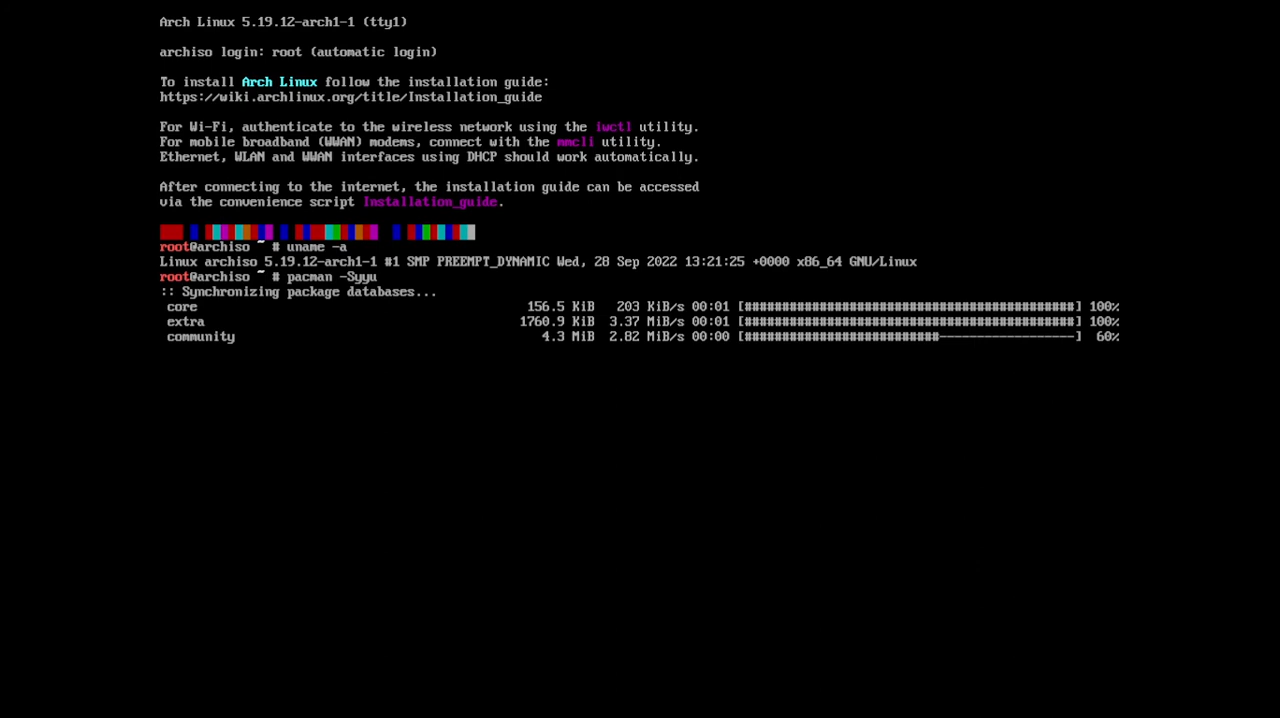 Arch Linux 5.19.12-arch1-1 (tty1)
archiso login: root (automatic login)
To install Arch Linux follow the installation guide:
https://wiki.archlinux.org/title/Installation_guide
For Wi-Fi, authenticate to the wireless network using the iwctl utility.
For mobile broadband (WWAN) modems, connect with the mmcli utility.
Ethernet, WLAN and WWAN interfaces using DHCP should work automatically.
After connecting to the internet, the installation guide can be accessed
via the convenience script Installation_guide.
root@archiso ~ # uname -a
Linux archiso 5.19.12-arch1-1 #1 SMP PREEMPT_DYNAMIC Wed, 28 Sep 2022 13:21:25 +0000 x86_64 GNU/Linux
root@archiso ~ # pacman -Syyu
:: Synchronizing package databases...
core 156.5 KiB 203 KiB/s 00:01 [############################################] 100%
extra 1760.9 KiB 3.37 MiB/s 00:01 [############################################] 100%
community 4.3 MiB 2.82 MiB/s 00:00 [##########################------------------] 60%